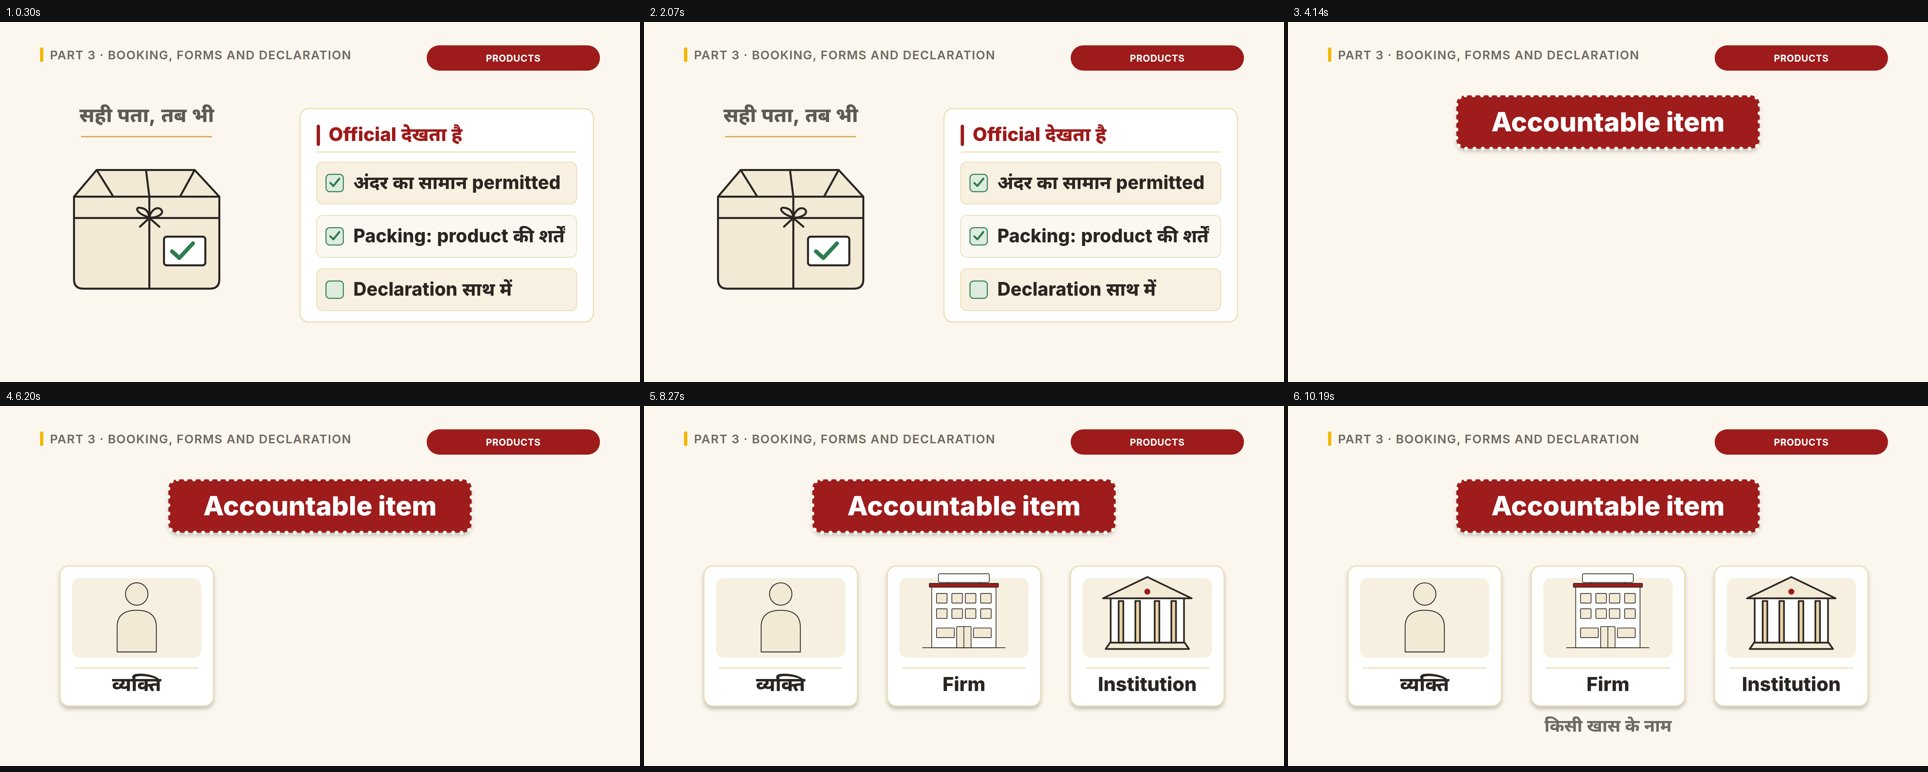 1. 0.30s
PART 3 · BOOKING, FORMS AND DECLARATION
PRODUCTS
सही पता, तब भी
Official देखता है
अंदर का सामान permitted
Packing: product की शर्तें
Declaration साथ में
2. 2.07s
PART 3 · BOOKING, FORMS AND DECLARATION
PRODUCTS
सही पता, तब भी
Official देखता है
अंदर का सामान permitted
Packing: product की शर्तें
Declaration साथ में
3. 4.14s
PART 3 · BOOKING, FORMS AND DECLARATION
PRODUCTS
Accountable item
4. 6.20s
PART 3 · BOOKING, FORMS AND DECLARATION
PRODUCTS
Accountable item
व्यक्ति
5. 8.27s
PART 3 · BOOKING, FORMS AND DECLARATION
PRODUCTS
Accountable item
व्यक्ति
Firm
Institution
6. 10.19s
PART 3 · BOOKING, FORMS AND DECLARATION
PRODUCTS
Accountable item
व्यक्ति
Firm
Institution
किसी खास के नाम